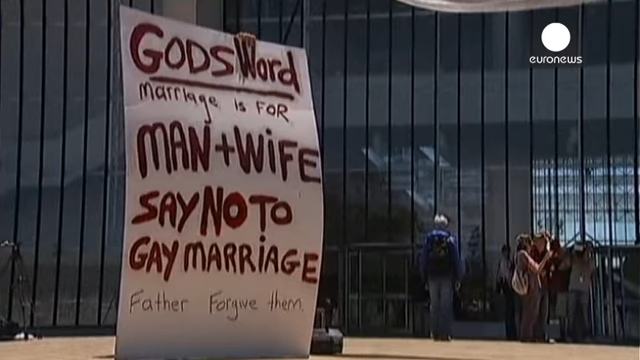 euronews
GODS Word
marriage is FOR
MAN+WiFE
SAY NO TO
GAY MARRIAGE
Father Forgive them.